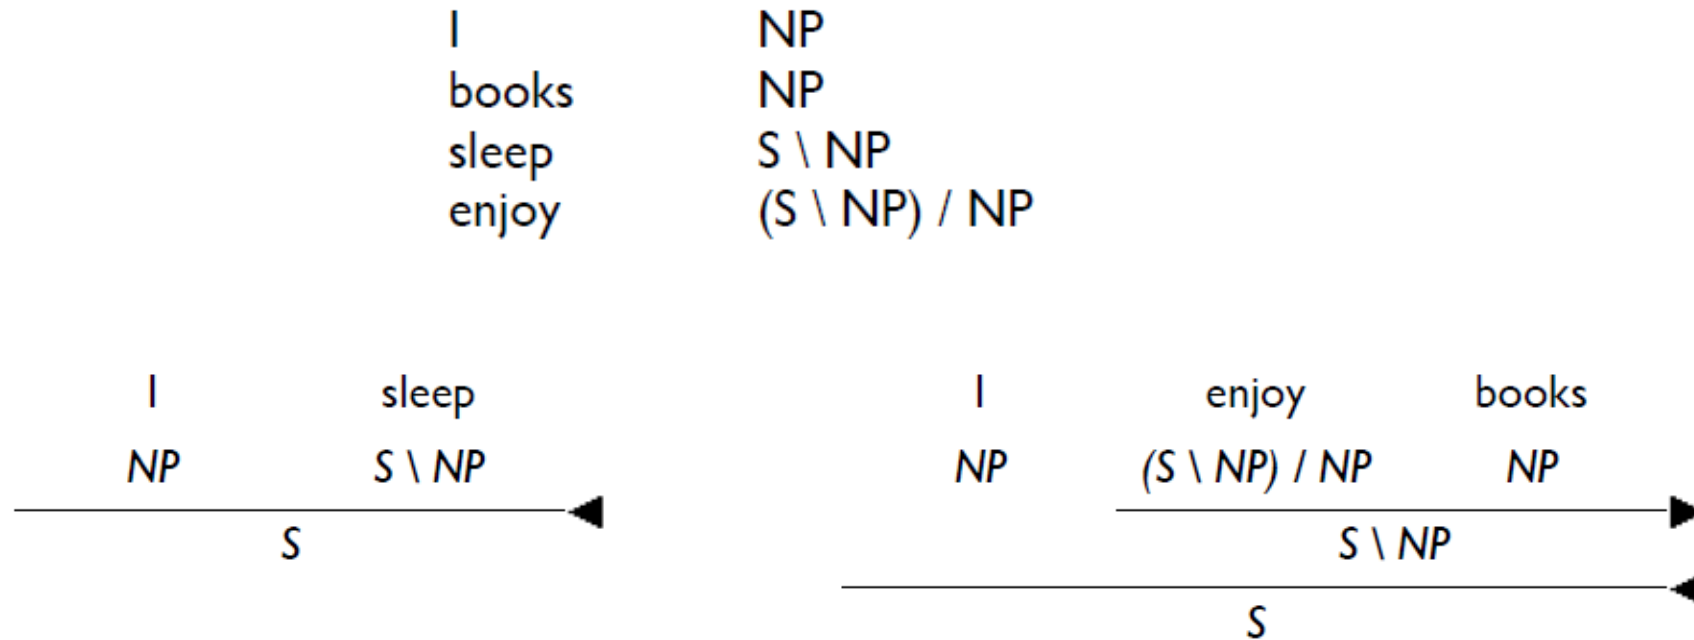 I NP
books NP
sleep S \ NP
enjoy (S \ NP) / NP
I sleep I enjoy books
NP S \ NP NP (S \ NP) / NP NP
S S \ NP
S